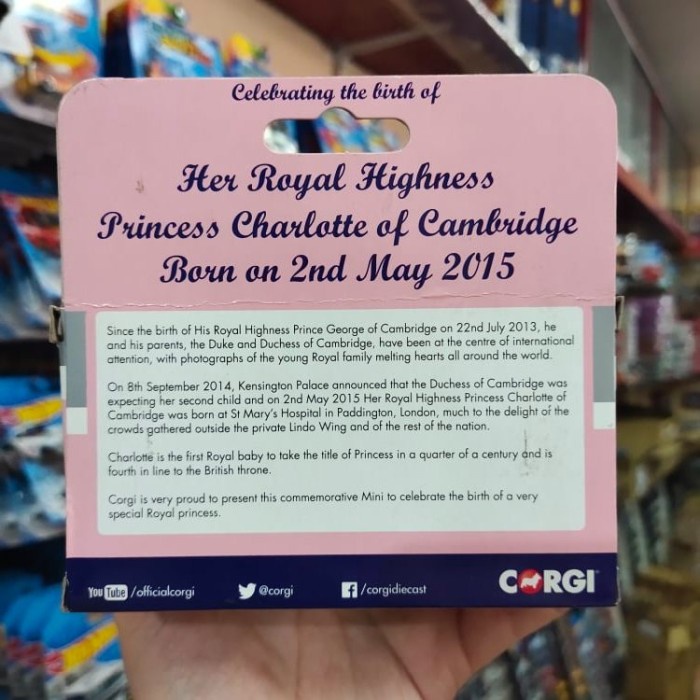 Celebrating the birth of
Her Royal Highness
Princess Charlotte of Cambridge
Born on 2nd May 2015
Since the birth of His Royal Highness Prince George of Cambridge on 22nd July 2013, he
and his parents, the Duke and Duchess of Cambridge, have been at the centre of international
attention, with photographs of the young Royal family melting hearts all around the world.
On 8th September 2014, Kensington Palace announced that the Duchess of Cambridge was
expecting her second child and on 2nd May 2015 Her Royal Highness Princess Charlotte of
Cambridge was born at St Mary's Hospital in Paddington, London, much to the delight of the
crowds gathered outside the private Lindo Wing and of the rest of the nation.
Charlotte is the first Royal baby to take the title of Princess in a quarter of a century and is
fourth in line to the British throne.
Corgi is very proud to present this commemorative Mini to celebrate the birth of a very
special Royal princess.
YouTube /officialcorgi @corgi f /corgidiecast CORGI